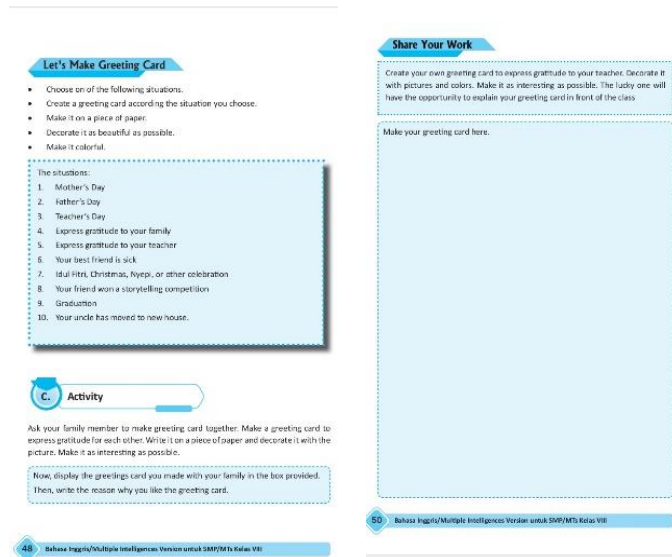 Let's Make Greeting Card
• Choose on of the following situations.
• Create a greeting card according the situation you choose.
• Make it on a piece of paper.
• Decorate it as beautiful as possible.
• Make it colorful.
The situations:
1. Mother's Day
2. Father's Day
3. Teacher's Day
4. Express gratitude to your family
5. Express gratitude to your teacher
6. Your best friend is sick
7. Idul Fitri, Christmas, Nyepi, or other celebration
8. Your friend won a storytelling competition
9. Graduation
10. Your uncle has moved to new house.
C. Activity
Ask your family member to make greeting card together. Make a greeting card to
express gratitude for each other. Write it on a piece of paper and decorate it with the
picture. Make it as interesting as possible.
Now, display the greetings card you made with your family in the box provided.
Then, write the reason why you like the greeting card.
48 Bahasa Inggris/Multiple Intelligences Version untuk SMP/MTs Kelas VIII
Share Your Work
Create your own greeting card to express gratitude to your teacher. Decorate it
with pictures and colors. Make it as interesting as possible. The lucky one will
have the opportunity to explain your greeting card in front of the class
Make your greeting card here.
50 Bahasa Inggris/Multiple Intelligences Version untuk SMP/MTs Kelas VIII